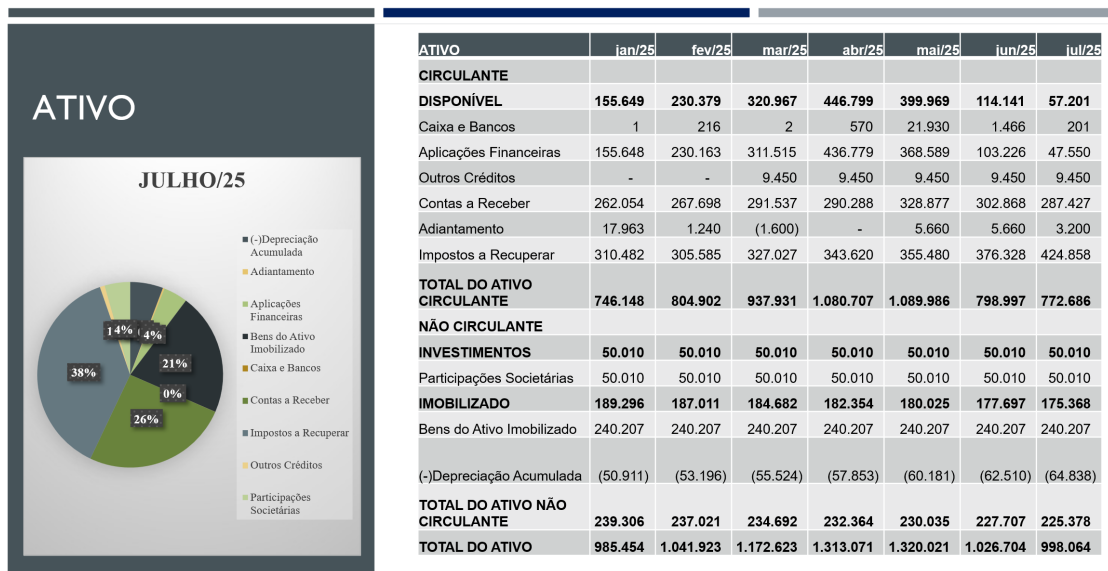 ATIVO
JULHO/25
(-)Depreciação
Acumulada
Adiantamento
Aplicações
Financeiras
Bens do Ativo
Imobilizado
Caixa e Bancos
Contas a Receber
Impostos a Recuperar
Outros Créditos
Participações
Societárias
4%
4%
21%
38%
0%
26%
ATIVO jan/25 fev/25 mar/25 abr/25 mai/25 jun/25 jul/25
CIRCULANTE
DISPONÍVEL 155.649 230.379 320.967 446.799 399.969 114.141 57.201
Caixa e Bancos 1 216 2 570 21.930 1.466 201
Aplicações Financeiras 155.648 230.163 311.515 436.779 368.589 103.226 47.550
Outros Créditos - - 9.450 9.450 9.450 9.450 9.450
Contas a Receber 262.054 267.698 291.537 290.288 328.877 302.868 287.427
Adiantamento 17.963 1.240 (1.600) - 5.660 5.660 3.200
Impostos a Recuperar 310.482 305.585 327.027 343.620 355.480 376.328 424.858
TOTAL DO ATIVO
CIRCULANTE 746.148 804.902 937.931 1.080.707 1.089.986 798.997 772.686
NÃO CIRCULANTE
INVESTIMENTOS 50.010 50.010 50.010 50.010 50.010 50.010 50.010
Participações Societárias 50.010 50.010 50.010 50.010 50.010 50.010 50.010
IMOBILIZADO 189.296 187.011 184.682 182.354 180.025 177.697 175.368
Bens do Ativo Imobilizado 240.207 240.207 240.207 240.207 240.207 240.207 240.207
(-)Depreciação Acumulada (50.911) (53.196) (55.524) (57.853) (60.181) (62.510) (64.838)
TOTAL DO ATIVO NÃO
CIRCULANTE 239.306 237.021 234.692 232.364 230.035 227.707 225.378
TOTAL DO ATIVO 985.454 1.041.923 1.172.623 1.313.071 1.320.021 1.026.704 998.064